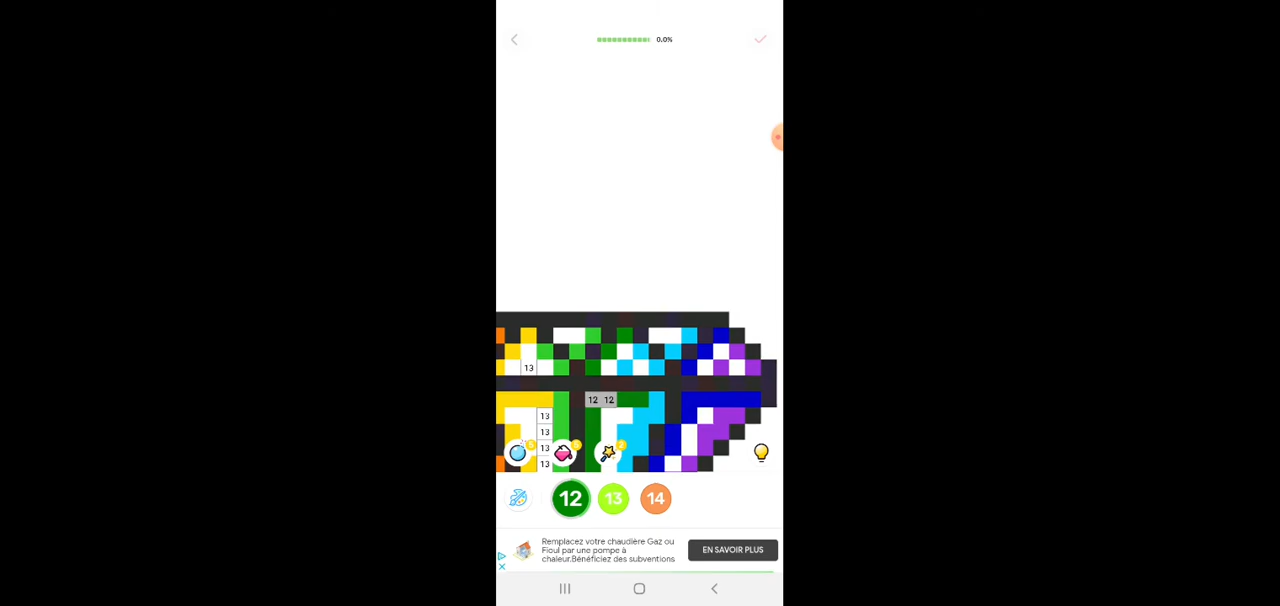 0.0%
13
12 12
13
13
13
13
12 13 14
Remplacez votre chaudière Gaz ou
Fioul par une pompe à
chaleur.Bénéficiez des subventions
EN SAVOIR PLUS